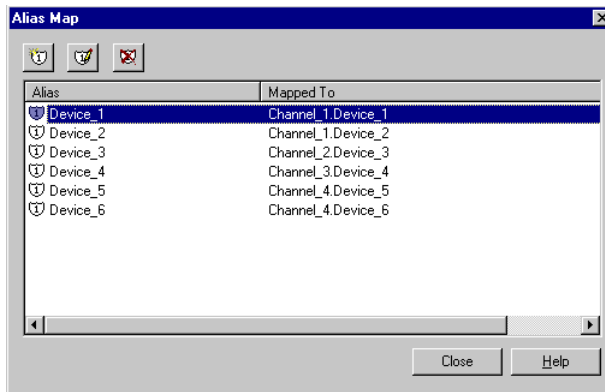 Alias Map
Alias Mapped To
Device_1 Channel_1.Device_1
Device_2 Channel_1.Device_2
Device_3 Channel_2.Device_3
Device_4 Channel_3.Device_4
Device_5 Channel_4.Device_5
Device_6 Channel_4.Device_6
Close Help